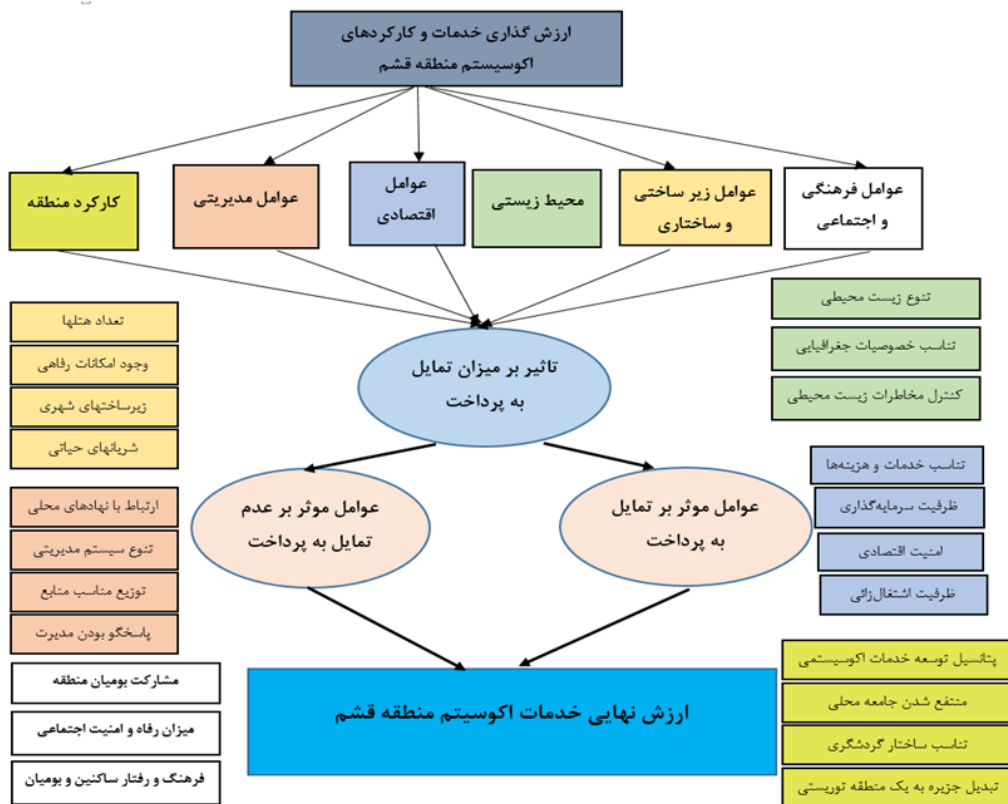 ارزش گذاری خدمات و کارکردهای
اکوسیستم منطقه قشم
عوامل فرهنگی
و اجتماعی
عوامل زیر ساختی
و ساختاری
محیط زیستی
عوامل
اقتصادی
عوامل مدیریتی
کارکرد منطقه
تنوع زیست محیطی
تناسب خصوصیات جغرافیایی
کنترل مخاطرات زیست محیطی
تاثیر بر میزان تمایل
به پرداخت
تعداد هتلها
وجود امکانات رفاهی
زیرساختهای شهری
شریانهای حیاتی
تناسب خدمات و هزینه‌ها
ظرفیت سرمایه‌گذاری
امنیت اقتصادی
ظرفیت اشتغال‌زائی
عوامل موثر بر تمایل
به پرداخت
عوامل موثر بر عدم
تمایل به پرداخت
ارتباط با نهادهای محلی
تنوع سیستم مدیریتی
توزیع مناسب منابع
پاسخگو بودن مدیرت
پتانسیل توسعه خدمات اکوسیستمی
منتفع شدن جامعه محلی
تناسب ساختار گردشگری
تبدیل جزیره به یک منطقه توریستی
ارزش نهایی خدمات اکوسیتم منطقه قشم
مشارکت بومیان منطقه
میزان رفاه و امنیت اجتماعی
فرهنگ و رفتار ساکنین و بومیان